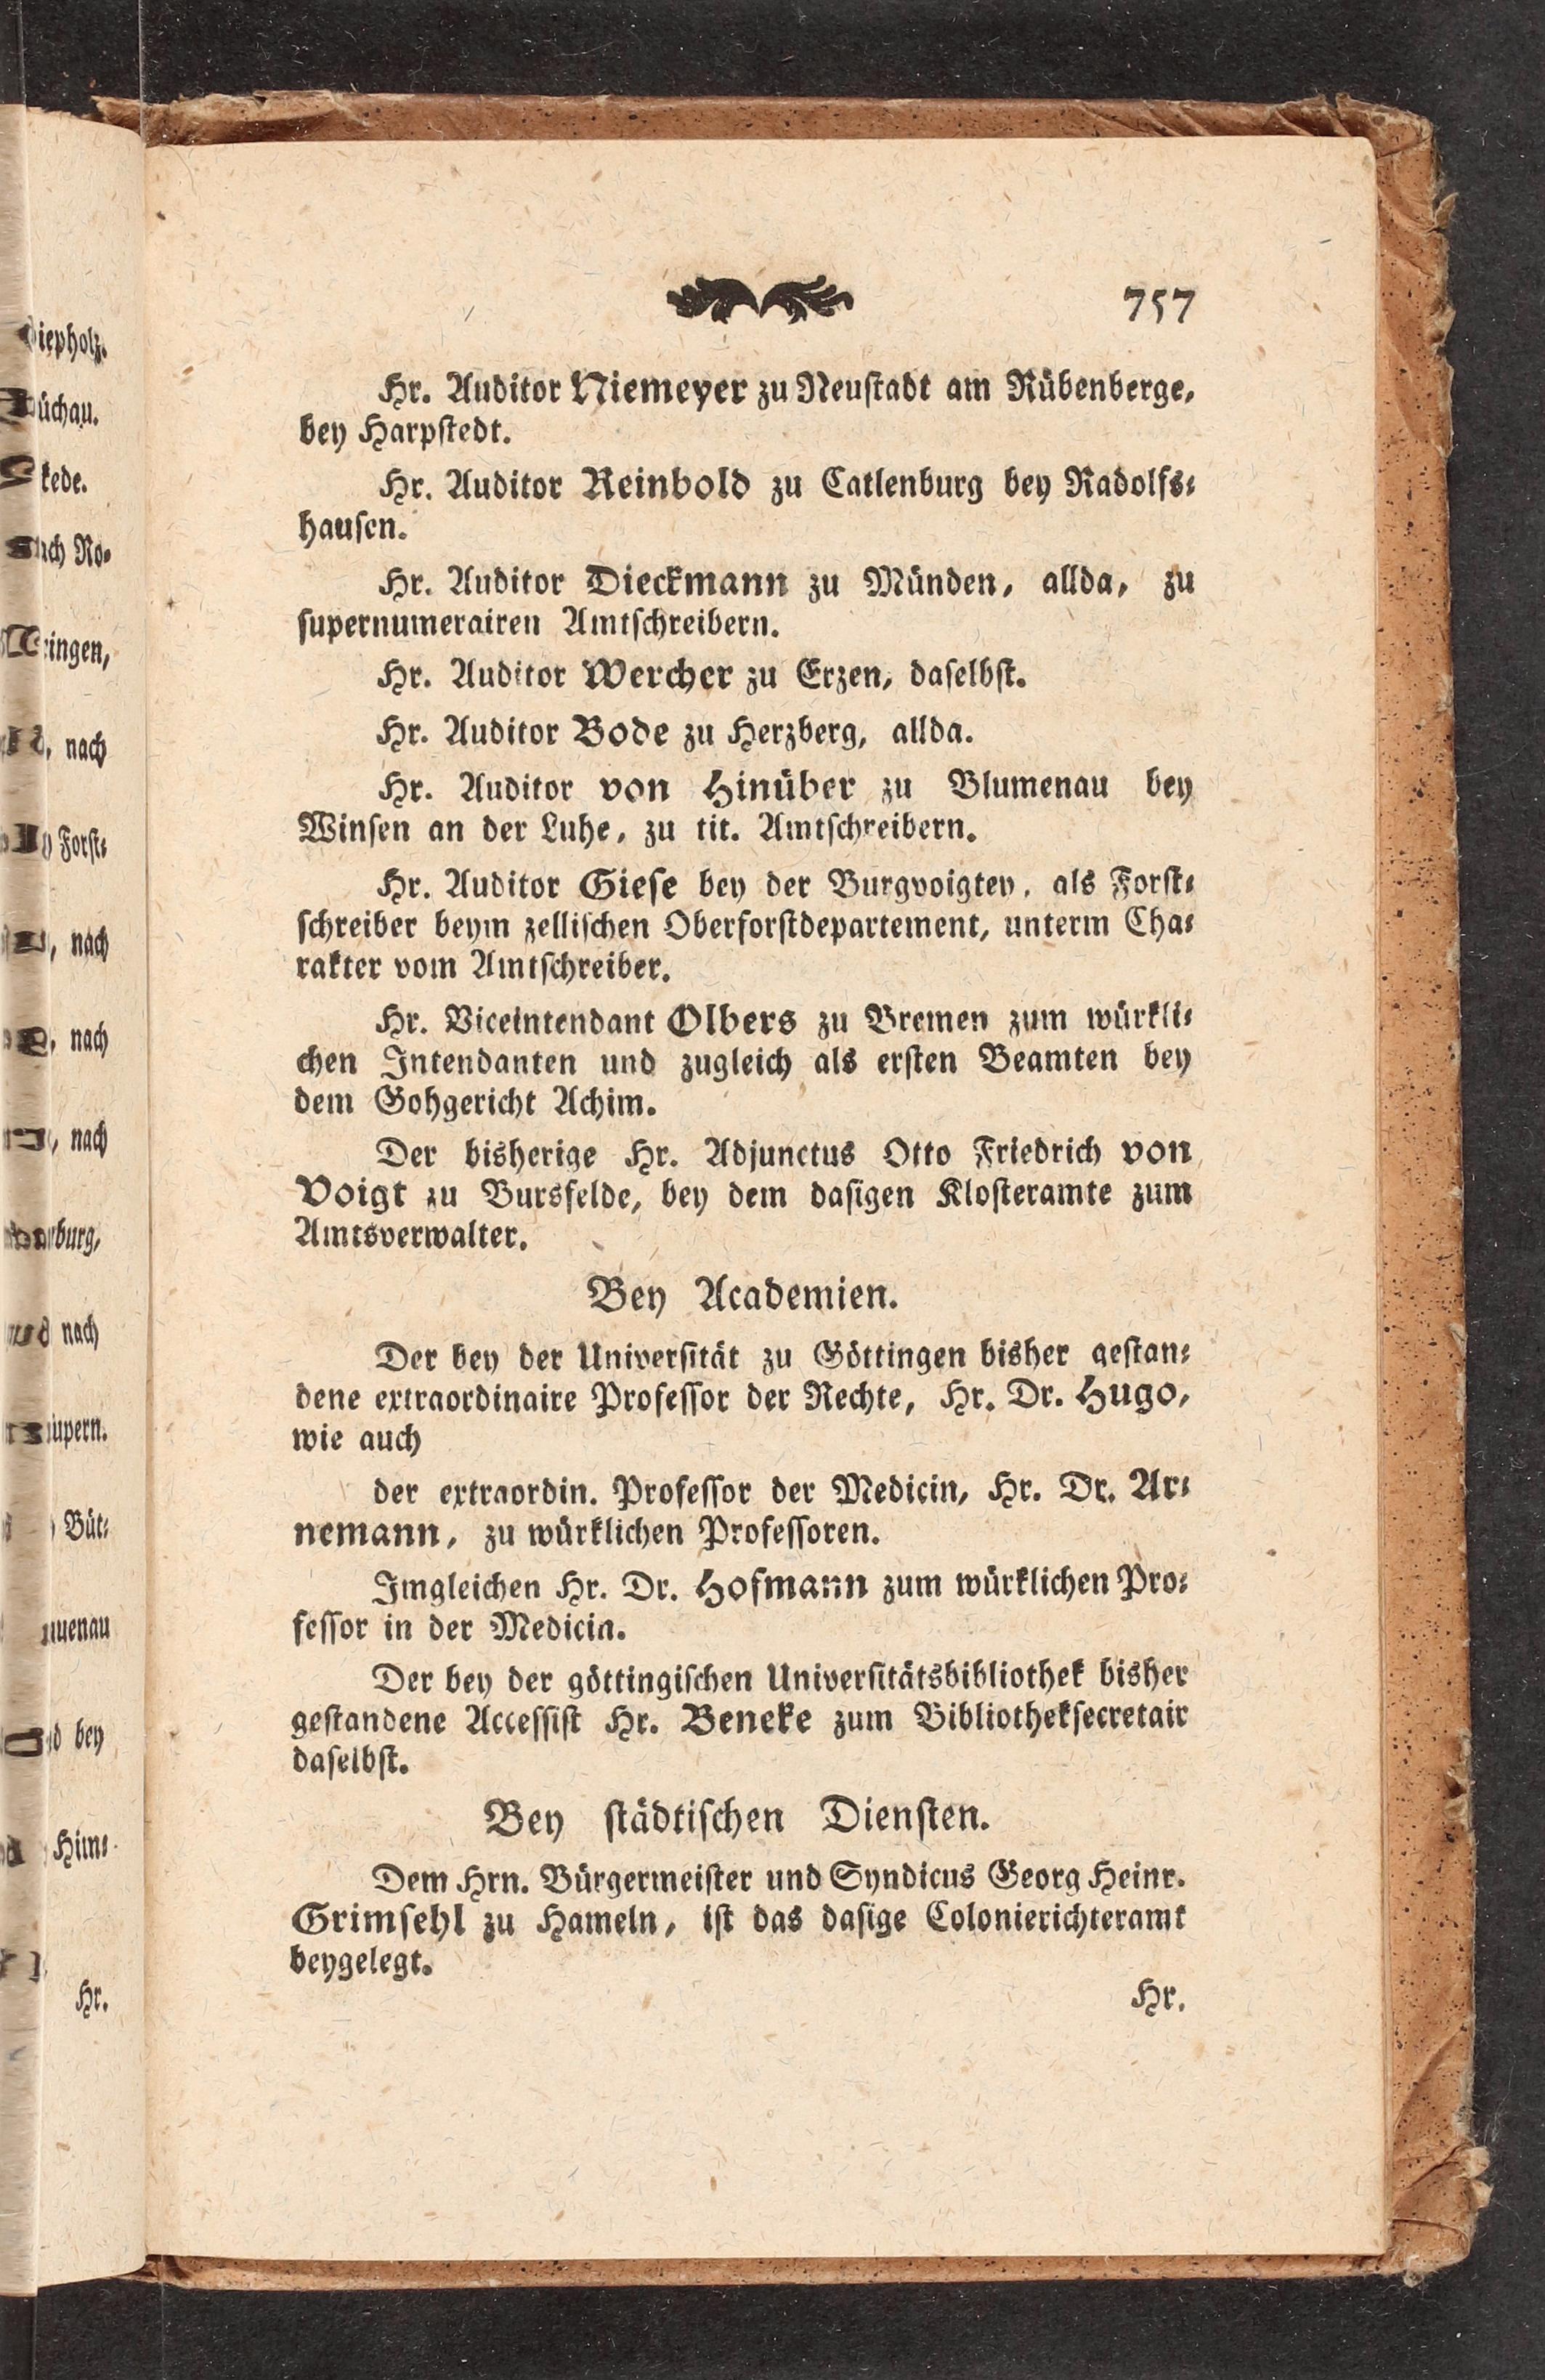 757
Hr. Auditor Niemeyer zu Neustadt am Rübenberge,
bey Harpstedt.
Hr. Auditor Reinbold zu Catlenburg bey Radolfs-
hausen.
Hr. Auditor Dieckmann zu Münden, allda, zu
supernumerairen Amtschreibern.
Hr. Auditor Wercher zu Erzen, daselbst.
Hr. Auditor Bode zu Herzberg, allda.
Hr. Auditor von Hinüber zu Blumenau bey
Winsen an der Luhe, zu tit. Amtschreibern.
Hr. Auditor Giese bey der Burgvoigtey, als Forst-
schreiber beym zellischen Oberforstdepartement, unterm Cha-
rakter vom Amtschreiber.
Hr. Viceintendant Olbers zu Bremen zum würkli-
chen Intendanten und zugleich als ersten Beamten bey
dem Gohgericht Achim.
Der bisherige Hr. Adjunctus Otto Friedrich von
Voigt zu Bursfelde, bey dem dasigen Klosteramte zum
Amtsverwalter.
Bey Academien.
Der bey der Universität zu Göttingen bisher gestan-
dene extraordinaire Professor der Rechte, Hr. Dr. Hugo,
wie auch
der extraordin. Professor der Medicin, Hr. Dr. Ar-
nemann, zu würklichen Professoren.
Imgleichen Hr. Dr. Hofmann zum würklichen Pro-
fessor in der Medicin.
Der bey der göttingischen Universitätsbibliothek bisher
gestandene Accessist Hr. Beneke zum Bibliotheksecretair
daselbst.
Bey städtischen Diensten.
Dem Hrn. Bürgermeister und Syndicus Georg Heinr.
Grimsehl zu Hameln, ist das dasige Colonierichteramt
beygelegt.
Hr.